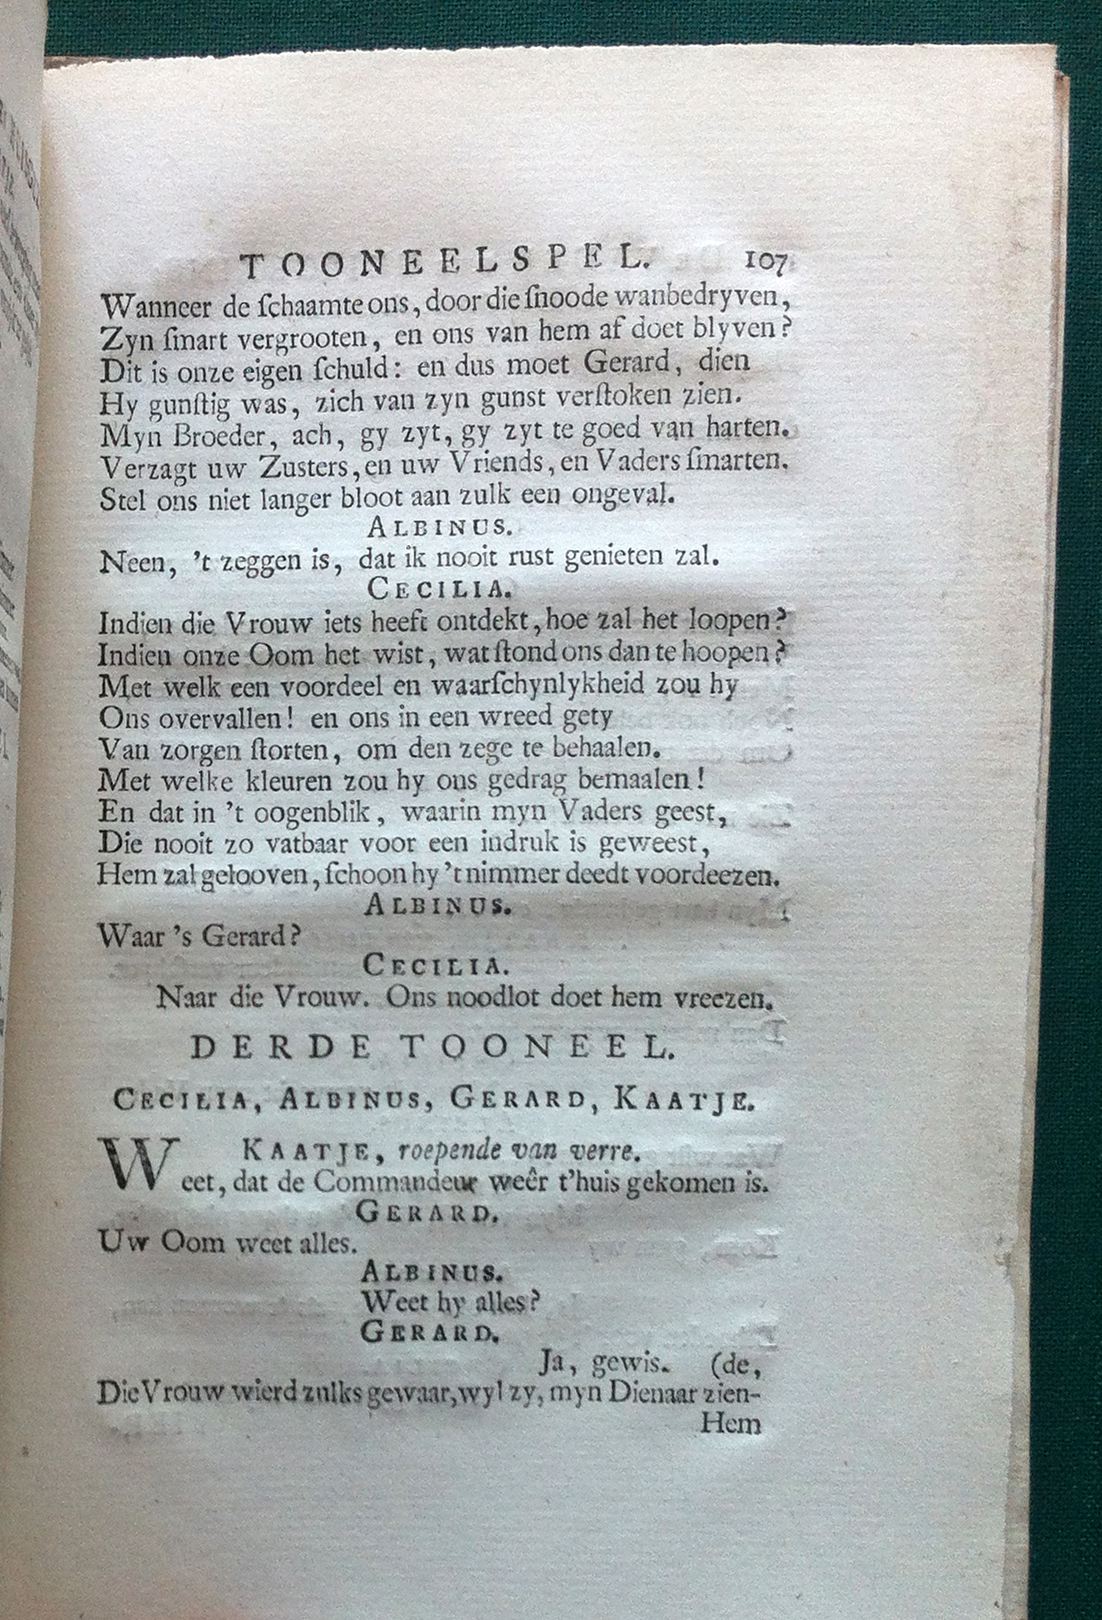 TOONEELSPEL. 107
Wanneer de ſchaamte ons, door die ſnoode wanbedryven,
Zyn ſmart vergrooten, en ons van hem af doet blyven?
Dit is onze eigen ſchuld: en dus moet Gerard, dien
Hy gunſtig was, zich van zyn gunst verſtoken zien.
Myn Broeder, ach, gy zyt, gy zyt te goed van harten.
Verzagt uw Zusters, en uw Vriends, en Vaders ſmarten.
Stel ons niet langer bloot aan zulk een ongeval.
ALBINUS.
Neen, 't zeggen is, dat ik nooit rust genieten zal.
CECILIA.
Indien die Vrouw iets heeft ontdekt, hoe zal het loopen?
Indien onze Oom het wist, wat ſtond ons dan te hoopen?
Met welk een voordeel en waarſchynlykheid zou hy
Ons overvallen! en ons in een wreed gety
Van zorgen ſtorten, om den zege te behaalen.
Met welke kleuren zou hy ons gedrag bemaalen!
En dat in 't oogenblik, waarin myn Vaders geest,
Die nooit zo vatbaar voor een indruk is geweest,
Hem zal gelooven, ſchoon hy 't nimmer deedt voordeezen.
ALBINUS.
Waar 's Gerard?
CECILIA.
Naar die Vrouw. Ons noodlot doet hem vreezen.
DERDE TOONEEL.
CECILIA, ALBINUS, GERARD, KAATJE.
KAATJE, roepende van verre.
Weet, dat de Commandeur weêr t'huis gekomen is.
GERARD.
Uw Oom weet alles.
ALBINUS.
Weet hy alles?
GERARD.
Ja, gewis. (de,
Die Vrouw wierd zulks gewaar, wyl zy, myn Dienaar zien-
Hem